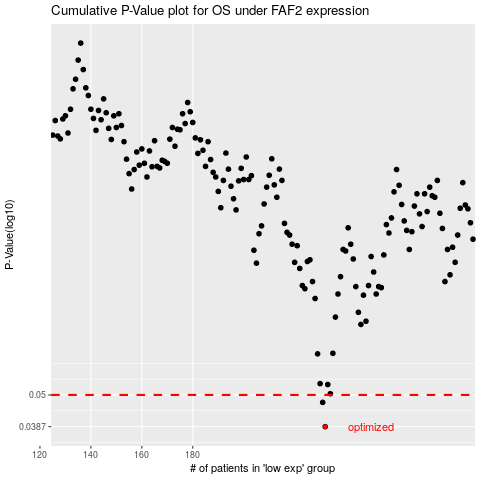 Cumulative P-Value plot for OS under FAF2 expression
P-Value(log10)
0.05
0.0387
optimized
120 140 160 180
# of patients in 'low exp' group